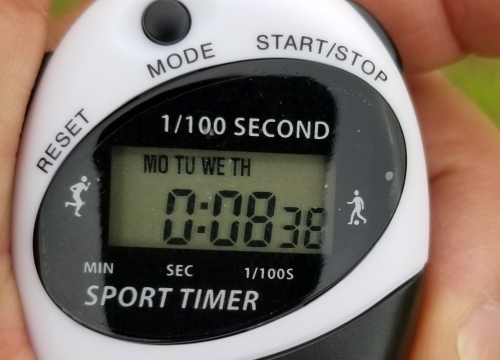 MODE
START/STOP
RESET
1/100 SECOND
MO TU WE TH
0:08 38
MIN SEC 1/100S
SPORT TIMER